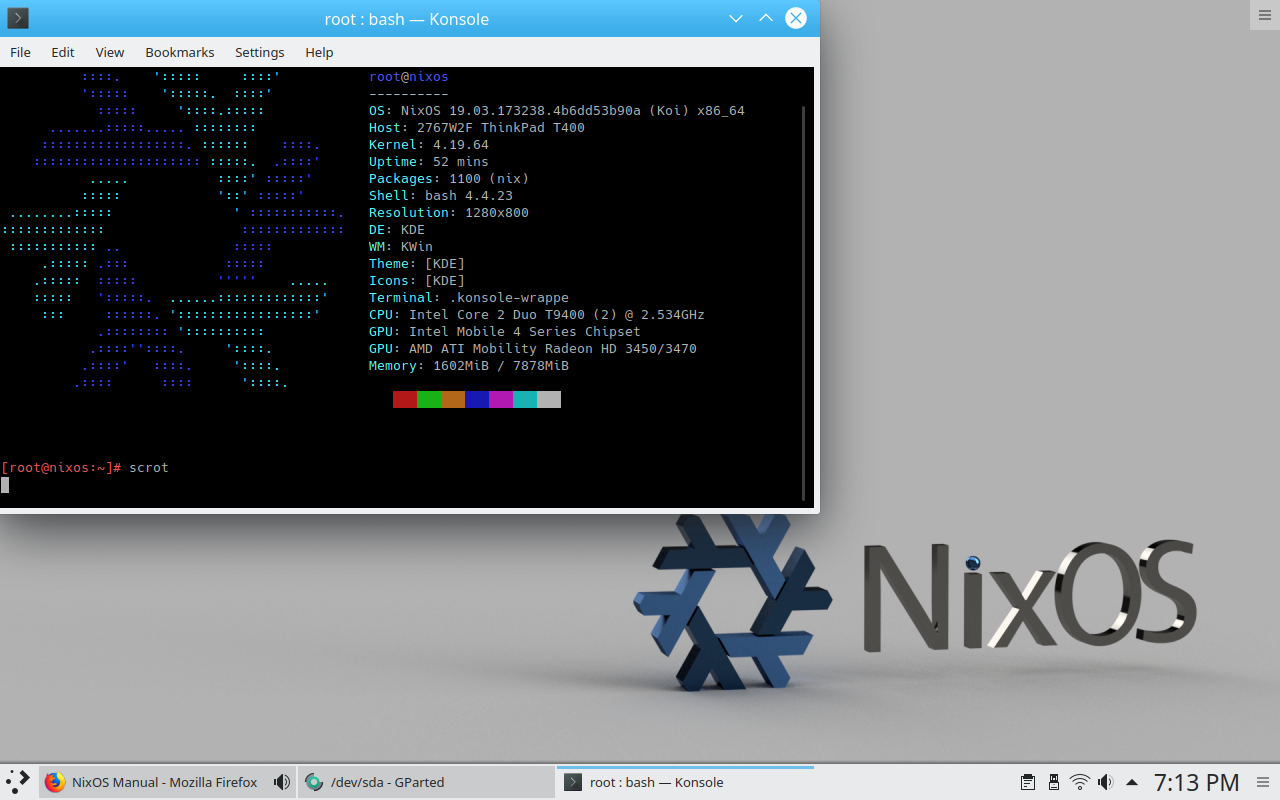 root : bash — Konsole
File Edit View Bookmarks Settings Help
root@nixos
----------
OS: NixOS 19.03.173238.4b6dd53b90a (Koi) x86_64
Host: 2767W2F ThinkPad T400
Kernel: 4.19.64
Uptime: 52 mins
Packages: 1100 (nix)
Shell: bash 4.4.23
Resolution: 1280x800
DE: KDE
WM: KWin
Theme: [KDE]
Icons: [KDE]
Terminal: .konsole-wrappe
CPU: Intel Core 2 Duo T9400 (2) @ 2.534GHz
GPU: Intel Mobile 4 Series Chipset
GPU: AMD ATI Mobility Radeon HD 3450/3470
Memory: 1602MiB / 7878MiB
[root@nixos:~]# scrot
NixOS
NixOS Manual - Mozilla Firefox
/dev/sda - GParted
root : bash — Konsole
7:13 PM